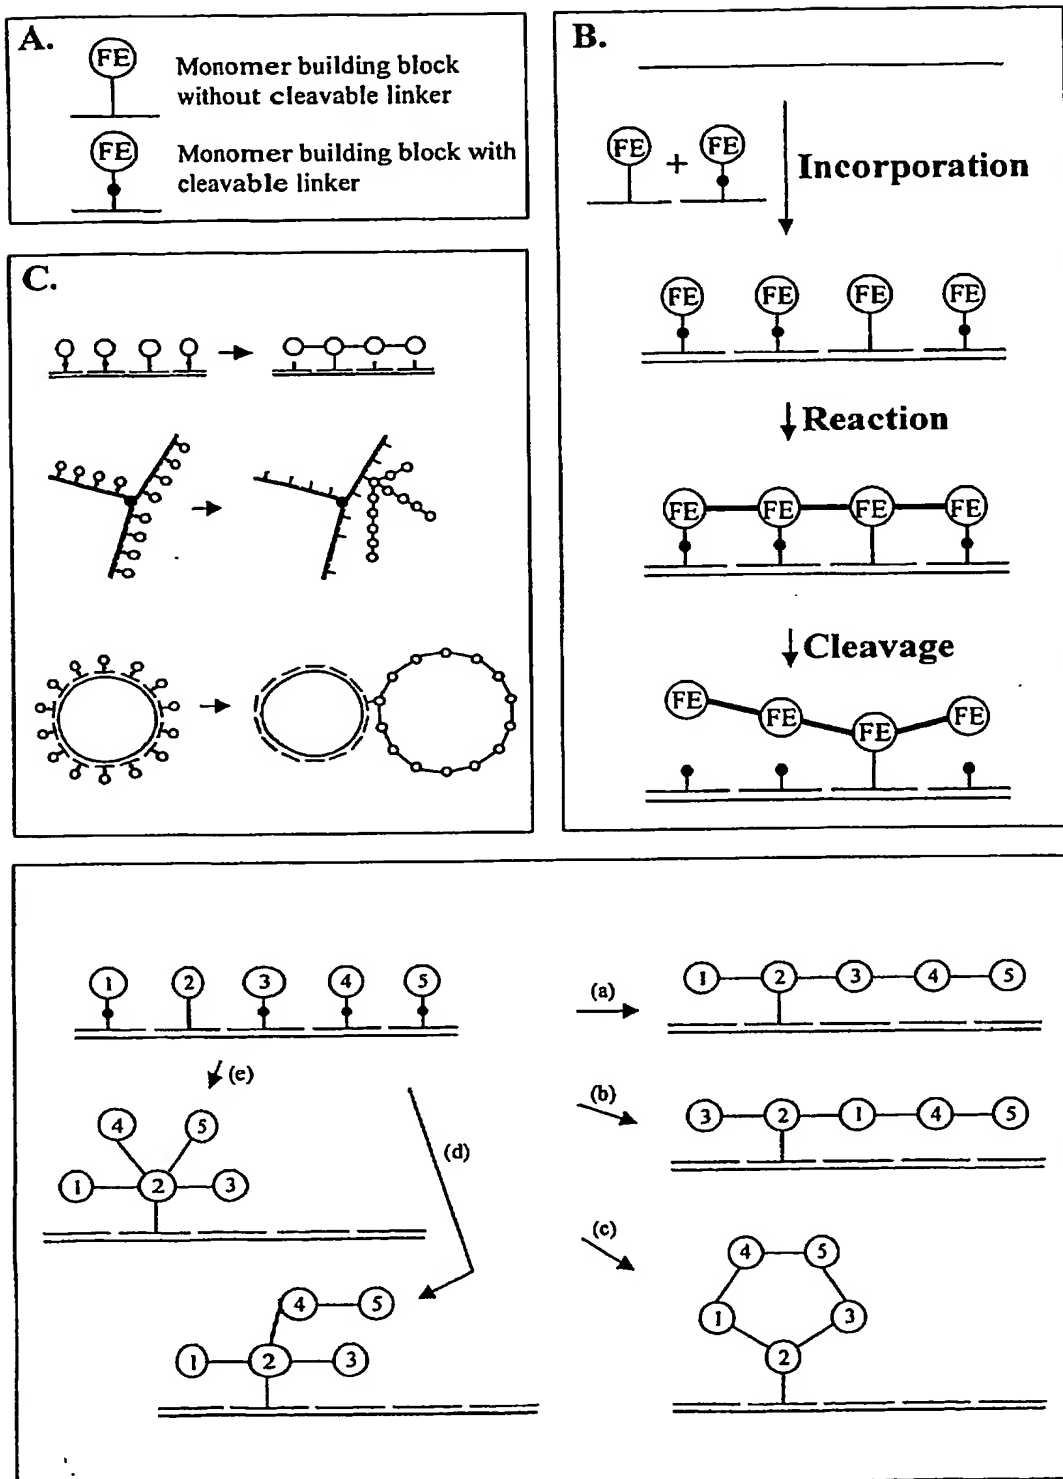 A.
FE
Monomer building block
without cleavable linker
FE
Monomer building block with
cleavable linker
B.
FE + FE
Incorporation
FE FE FE FE
Reaction
FE FE FE FE
Cleavage
FE FE FE FE
C.
1 2 3 4 5
(a)
1 2 3 4 5
(b)
3 2 1 4 5
(c)
4 5
1 3
2
(e)
4 5
1 2 3
(d)
4 5
1 2 3